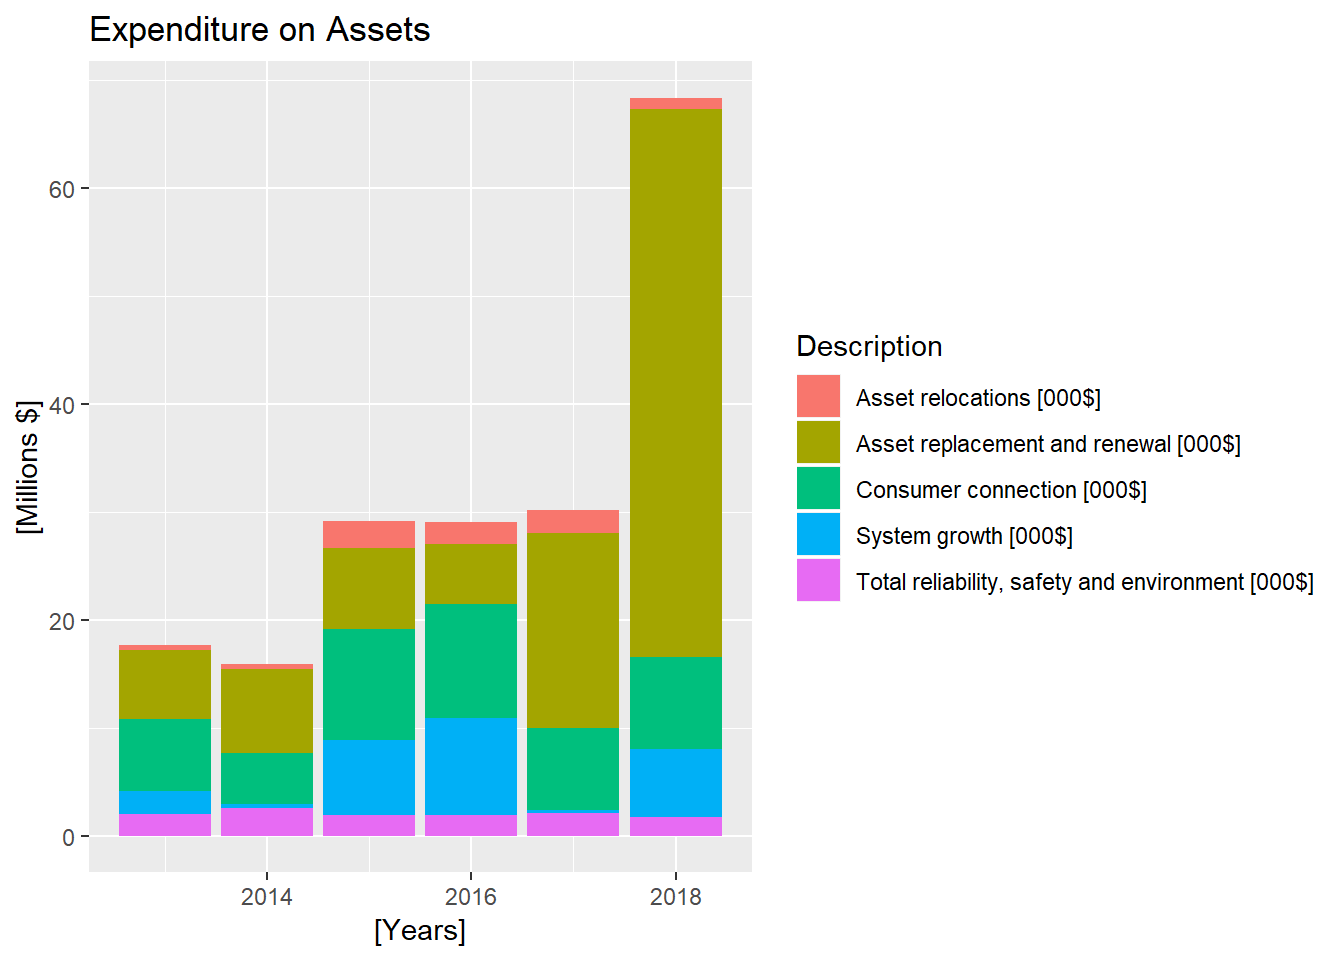 Expenditure on Assets
[Millions $]
60
40
20
0
2014
2016
2018
[Years]
Description
Asset relocations [000$]
Asset replacement and renewal [000$]
Consumer connection [000$]
System growth [000$]
Total reliability, safety and environment [000$]